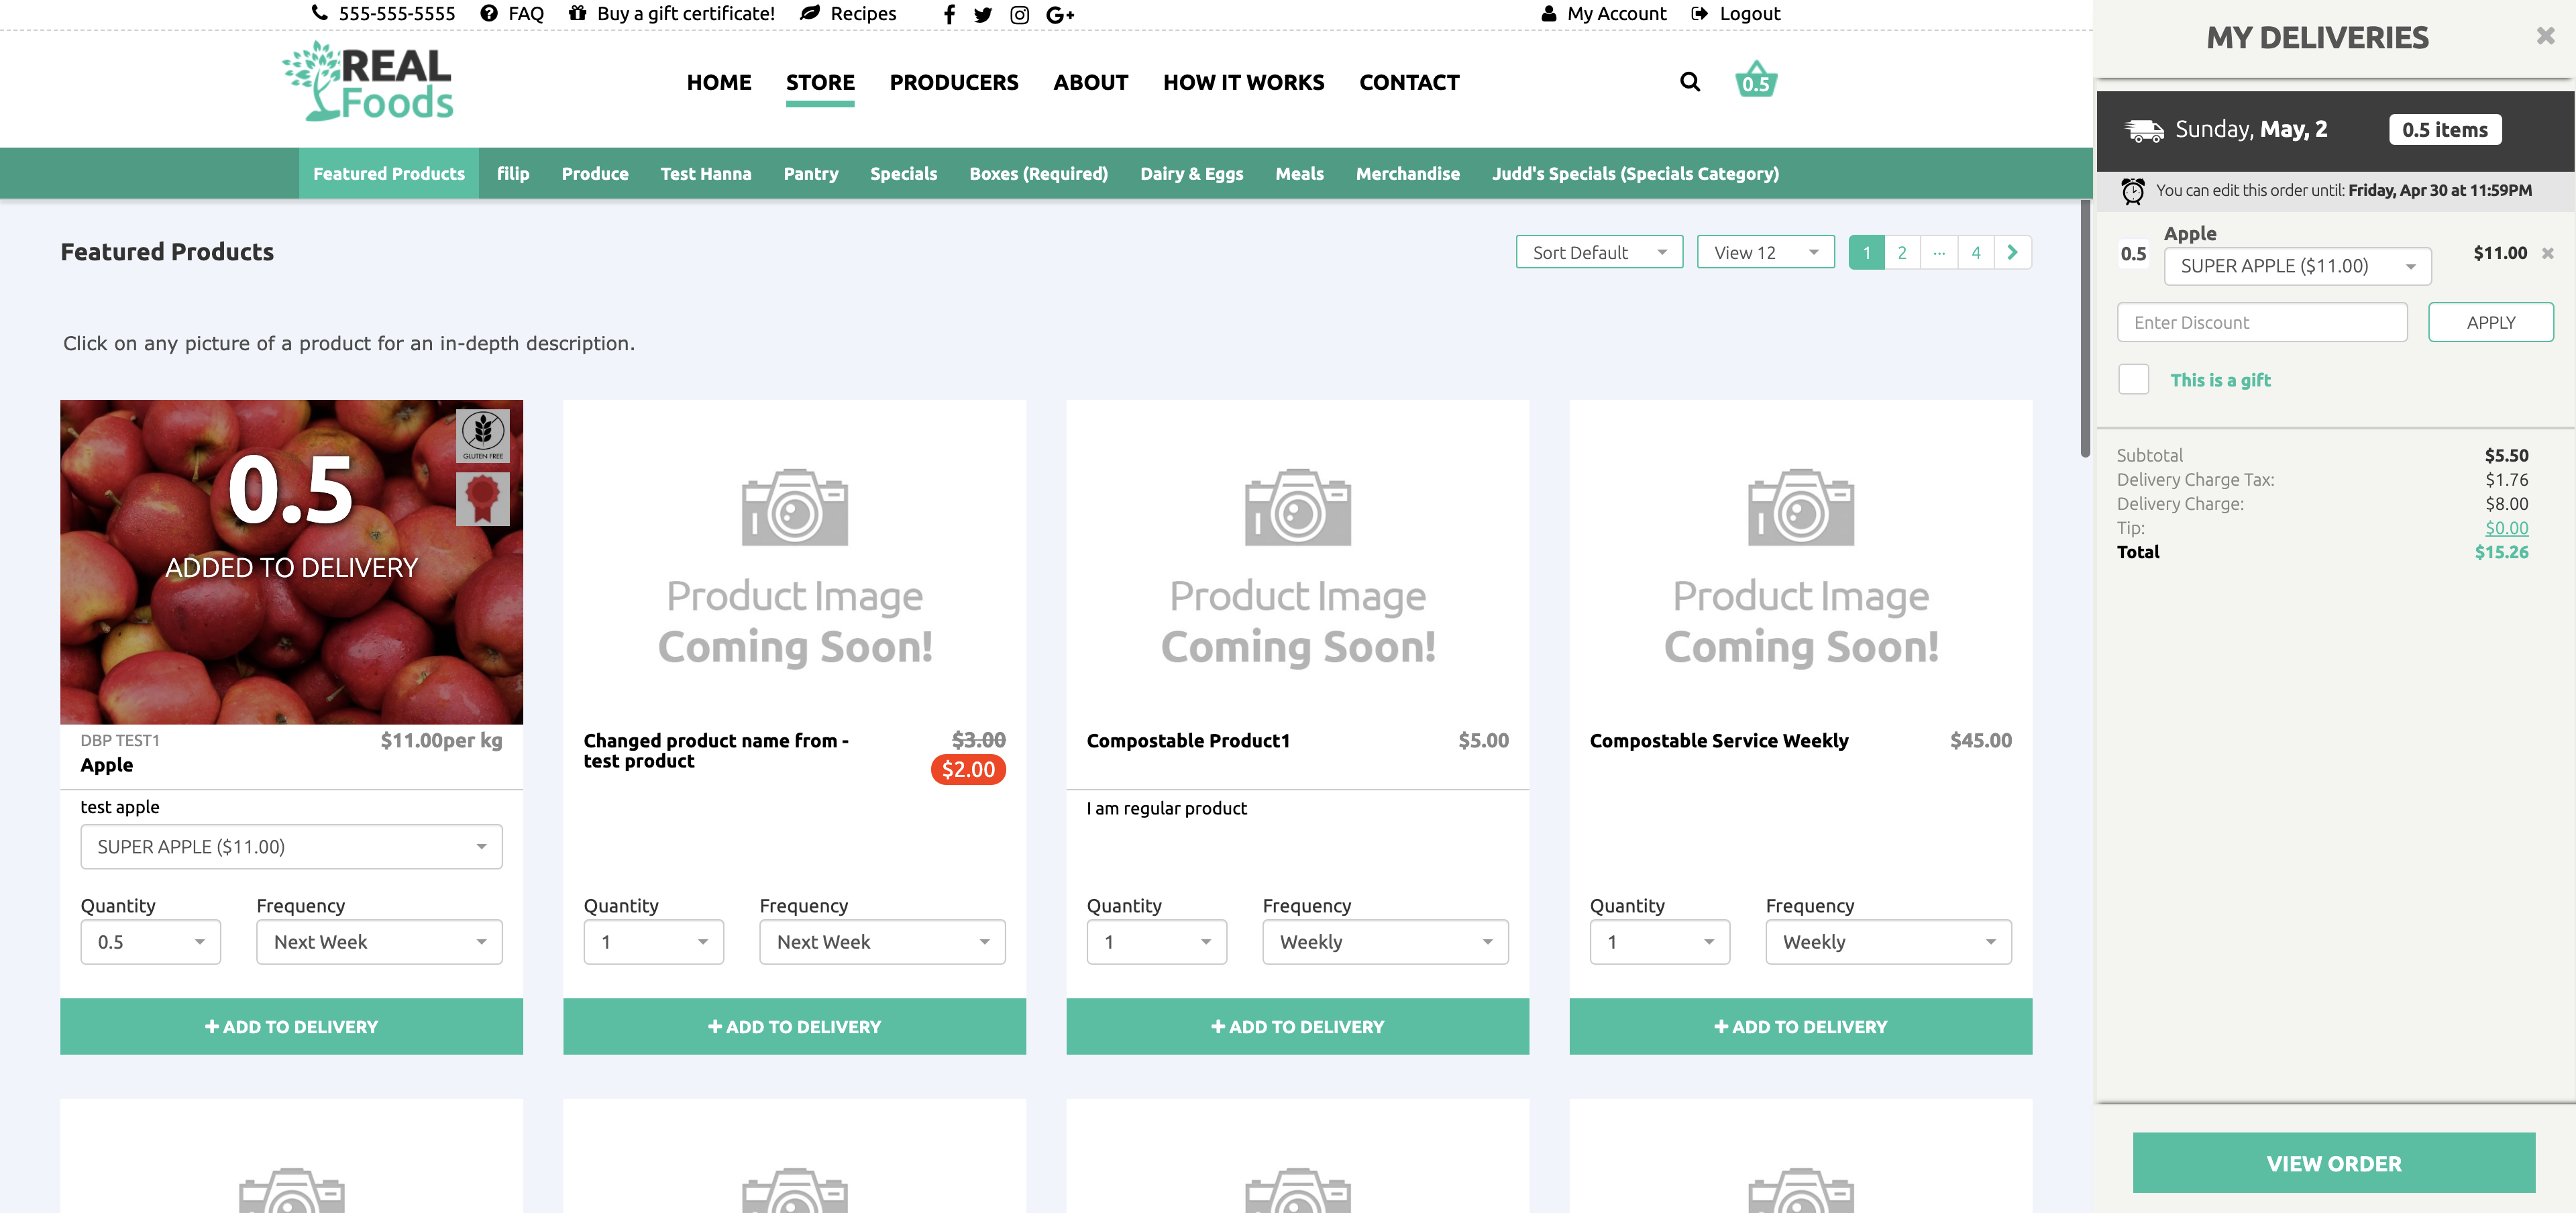 555-555-5555 FAQ Buy a gift certificate! Recipes My Account Logout
REAL
Foods
HOME STORE PRODUCERS ABOUT HOW IT WORKS CONTACT 0.5
Featured Products filip Produce Test Hanna Pantry Specials Boxes (Required) Dairy & Eggs Meals Merchandise Judd's Specials (Specials Category)
Featured Products Sort Default View 12 1 2 ... 4
Click on any picture of a product for an in-depth description.
GLUTEN FREE
0.5
ADDED TO DELIVERY
DBP TEST1 $11.00per kg
Apple
test apple
SUPER APPLE ($11.00)
Quantity Frequency
0.5 Next Week
+ ADD TO DELIVERY
Product Image
Coming Soon!
Changed product name from - $3.00
test product $2.00
Quantity Frequency
1 Next Week
+ ADD TO DELIVERY
Product Image
Coming Soon!
Compostable Product1 $5.00
I am regular product
Quantity Frequency
1 Weekly
+ ADD TO DELIVERY
Product Image
Coming Soon!
Compostable Service Weekly $45.00
Quantity Frequency
1 Weekly
+ ADD TO DELIVERY
MY DELIVERIES
Sunday, May, 2 0.5 items
You can edit this order until: Friday, Apr 30 at 11:59PM
Apple
0.5 SUPER APPLE ($11.00) $11.00
Enter Discount APPLY
This is a gift
Subtotal $5.50
Delivery Charge Tax: $1.76
Delivery Charge: $8.00
Tip: $0.00
Total $15.26
VIEW ORDER